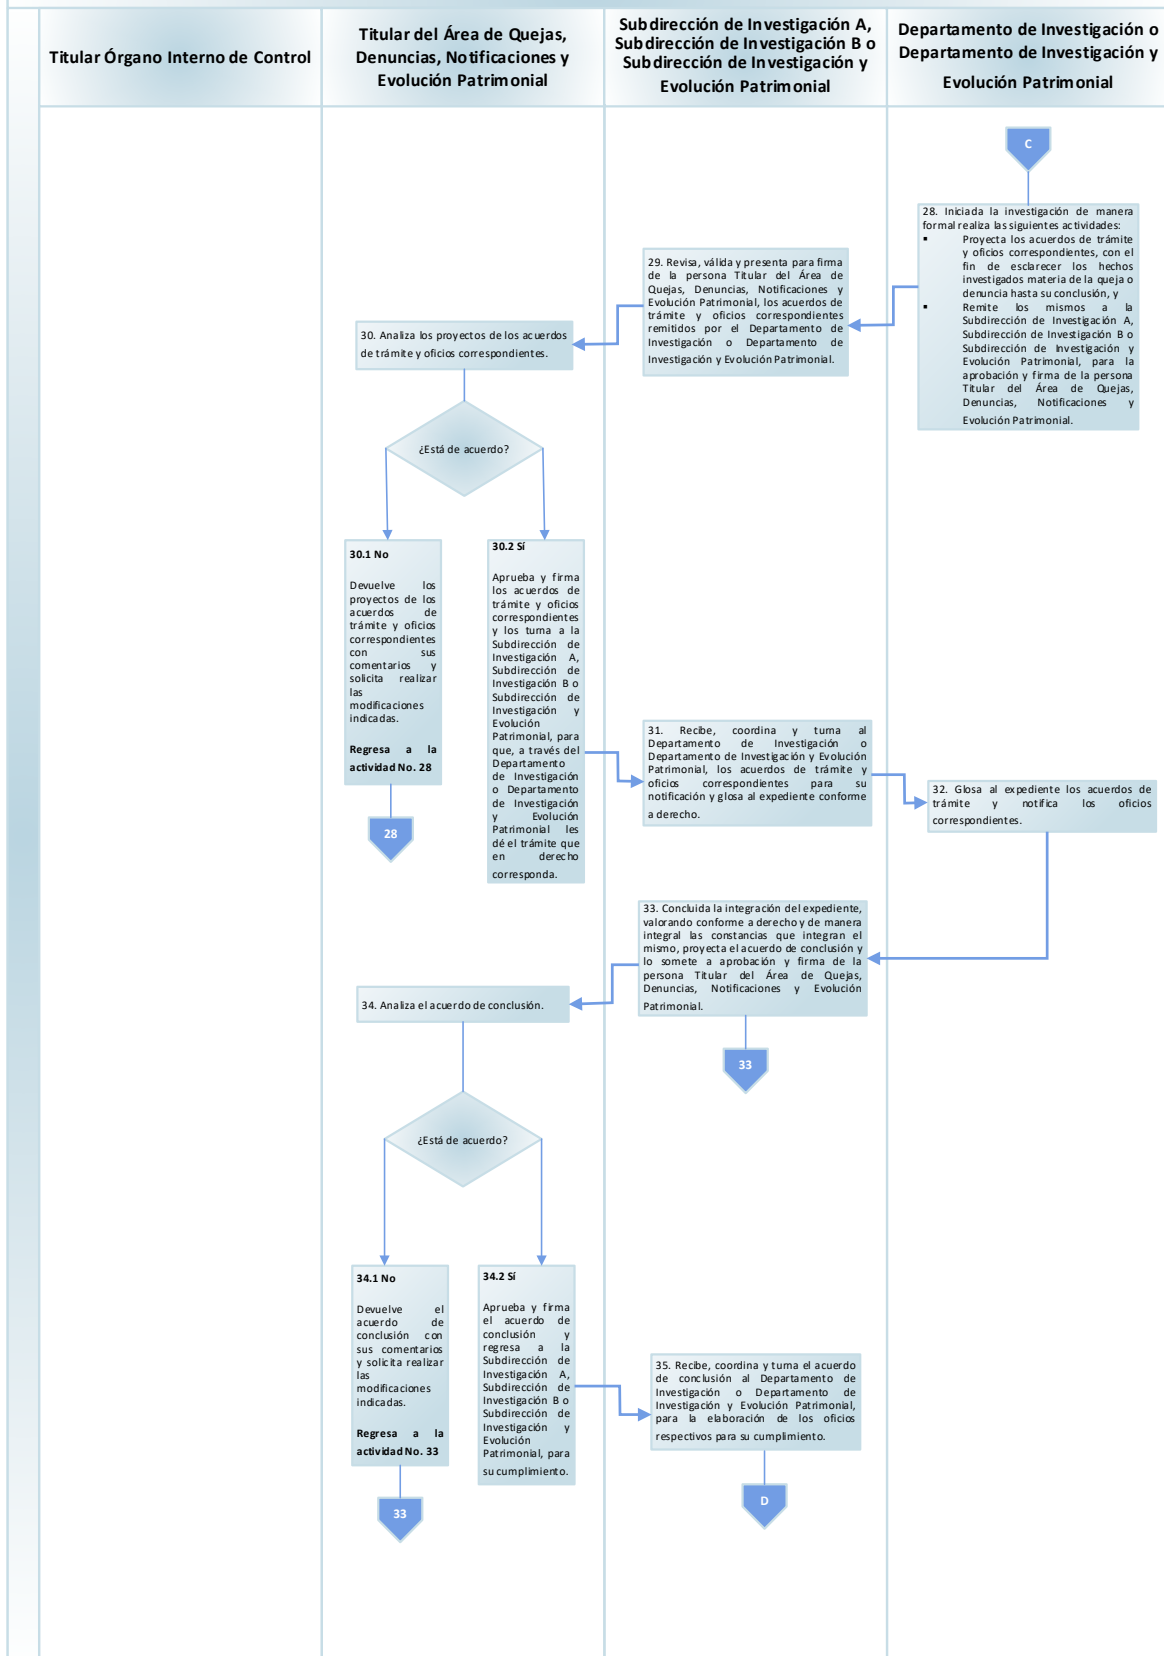 Titular Órgano Interno de Control
Titular del Área de Quejas,
Denuncias, Notificaciones y
Evolución Patrimonial
Subdirección de Investigación A,
Subdirección de Investigación B o
Subdirección de Investigación y
Evolución Patrimonial
Departamento de Investigación o
Departamento de Investigación y
Evolución Patrimonial
C
28. Iniciada la investigación de manera
formal realiza las siguientes actividades:
▪ Proyecta los acuerdos de trámite
y oficios correspondientes, con el
fin de esclarecer los hechos
investigados materia de la queja o
denuncia hasta su conclusión, y
▪ Remite los mismos a la
Subdirección de Investigación A,
Subdirección de Investigación B o
Subdirección de Investigación y
Evolución Patrimonial, para la
aprobación y firma de la persona
Titular del Área de Quejas,
Denuncias, Notificaciones y
Evolución Patrimonial.
29. Revisa, válida y presenta para firma
de la persona Titular del Área de
Quejas, Denuncias, Notificaciones y
Evolución Patrimonial, los acuerdos de
trámite y oficios correspondientes
remitidos por el Departamento de
Investigación o Departamento de
Investigación y Evolución Patrimonial.
30. Analiza los proyectos de los acuerdos
de trámite y oficios correspondientes.
¿Está de acuerdo?
30.1 No
Devuelve los
proyectos de los
acuerdos de
trámite y oficios
correspondientes
con sus
comentarios y
solicita realizar
las
modificaciones
indicadas.
Regresa a la
actividad No. 28
28
30.2 Sí
Aprueba y firma
los acuerdos de
trámite y oficios
correspondientes
y los turna a la
Subdirección de
Investigación A,
Subdirección de
Investigación B o
Subdirección de
Investigación y
Evolución
Patrimonial, para
que, a través del
Departamento
de Investigación
o Departamento
de Investigación
y Evolución
Patrimonial les
dé el trámite que
en derecho
corresponda.
31. Recibe, coordina y turna al
Departamento de Investigación o
Departamento de Investigación y Evolución
Patrimonial, los acuerdos de trámite y
oficios correspondientes para su
notificación y glosa al expediente conforme
a derecho.
32. Glosa al expediente los acuerdos de
trámite y notifica los oficios
correspondientes.
33. Concluida la integración del expediente,
valorando conforme a derecho y de manera
integral las constancias que integran el
mismo, proyecta el acuerdo de conclusión y
lo somete a aprobación y firma de la
persona Titular del Área de Quejas,
Denuncias, Notificaciones y Evolución
Patrimonial.
33
34. Analiza el acuerdo de conclusión.
¿Está de acuerdo?
34.1 No
Devuelve el
acuerdo de
conclusión con
sus comentarios
y solicita realizar
las
modificaciones
indicadas.
Regresa a la
actividad No. 33
33
34.2 Sí
Aprueba y firma
el acuerdo de
conclusión y
regresa a la
Subdirección de
Investigación A,
Subdirección de
Investigación B o
Subdirección de
Investigación y
Evolución
Patrimonial, para
su cumplimiento.
35. Recibe, coordina y turna el acuerdo
de conclusión al Departamento de
Investigación o Departamento de
Investigación y Evolución Patrimonial,
para la elaboración de los oficios
respectivos para su cumplimiento.
D